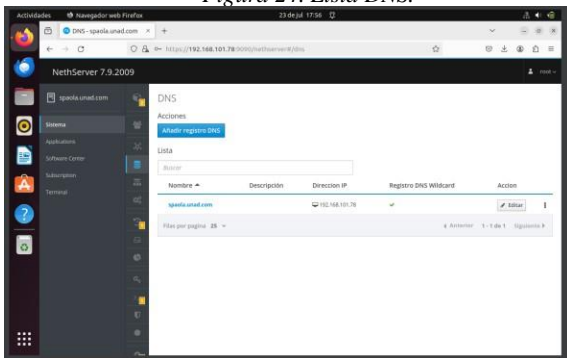 Figura 24. Lista DNS.
Actividades Navegador web Firefox 23 de jul 17:56
DNS - spaola.unad.com
https://192.168.101.78:9090/nethserver#/dns
NethServer 7.9.2009
root
spaola.unad.com
Sistema
Applications
Software Center
Subscription
Terminal
DNS
Acciones
Añadir registro DNS
Lista
Buscar
Nombre Descripción Direccion IP Registro DNS Wildcard Accion
spaola.unad.com 192.168.101.78 Editar
Filas por pagina 25 Anterior 1 - 1 de 1 Siguiente